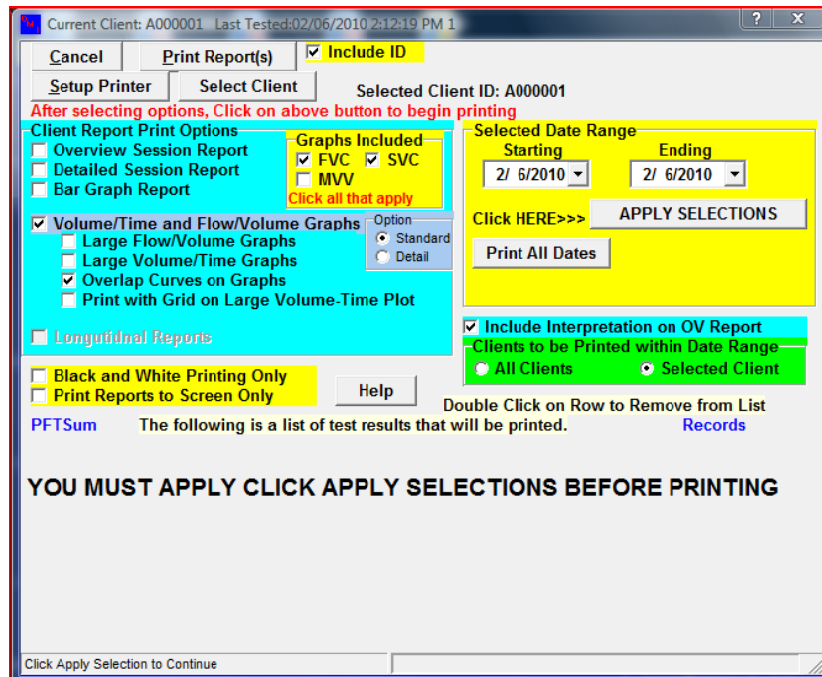 Current Client: A000001 Last Tested:02/06/2010 2:12:19 PM 1
? X
Cancel Print Report(s) Include ID
Setup Printer Select Client Selected Client ID: A000001
After selecting options, Click on above button to begin printing
Client Report Print Options
Overview Session Report
Detailed Session Report
Bar Graph Report
Graphs Included
FVC SVC
MVV
Click all that apply
Volume/Time and Flow/Volume Graphs
Large Flow/Volume Graphs
Large Volume/Time Graphs
Overlap Curves on Graphs
Print with Grid on Large Volume-Time Plot
Option
Standard
Detail
Longutidnal Reports
Selected Date Range
Starting Ending
2/ 6/2010 2/ 6/2010
Click HERE>>> APPLY SELECTIONS
Print All Dates
Include Interpretation on OV Report
Clients to be Printed within Date Range
All Clients Selected Client
Black and White Printing Only
Print Reports to Screen Only
Help
Double Click on Row to Remove from List
PFTSum The following is a list of test results that will be printed. Records
YOU MUST APPLY CLICK APPLY SELECTIONS BEFORE PRINTING
Click Apply Selection to Continue